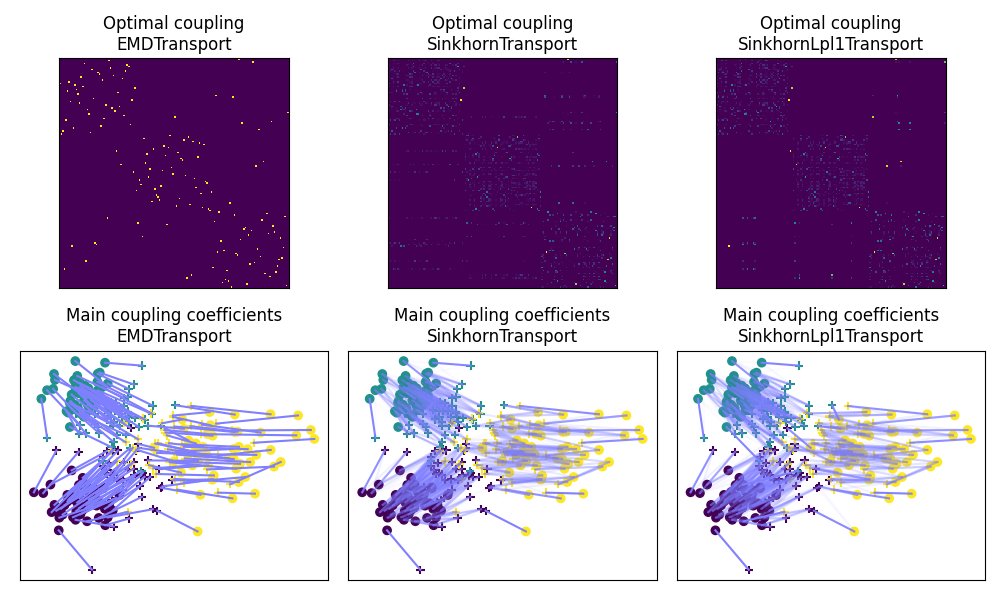 Optimal coupling
EMDTransport
Optimal coupling
SinkhornTransport
Optimal coupling
SinkhornLpl1Transport
Main coupling coefficients
EMDTransport
Main coupling coefficients
SinkhornTransport
Main coupling coefficients
SinkhornLpl1Transport